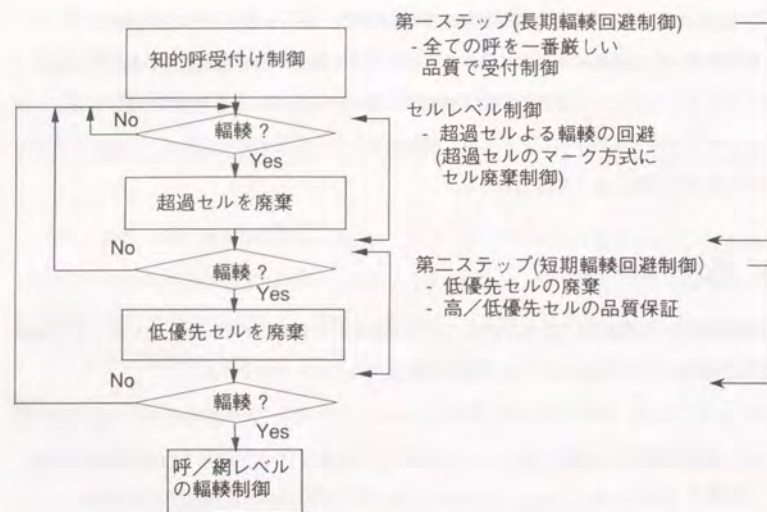 知的呼受付け制御
No
輻輳？
Yes
超過セルを廃棄
No
輻輳？
Yes
低優先セルを廃棄
No
輻輳？
Yes
呼／網レベル
の輻輳制御
第一ステップ(長期輻輳回避制御)
- 全ての呼を一番厳しい
品質で受付制御
セルレベル制御
- 超過セルよる輻輳の回避
(超過セルのマーク方式に
セル廃棄制御)
第二ステップ(短期輻輳回避制御)
- 低優先セルの廃棄
- 高／低優先セルの品質保証